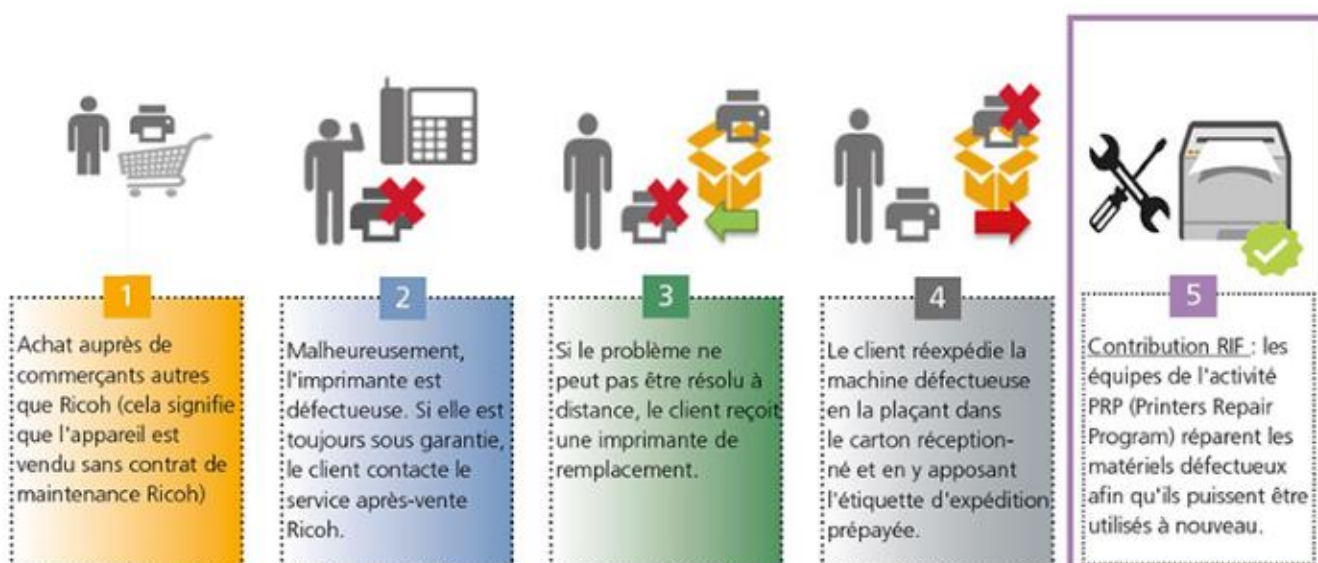 1
Achat auprès de
commerçants autres
que Ricoh (cela signifie
que l'appareil est
vendu sans contrat de
maintenance Ricoh)
2
Malheureusement,
l'imprimante est
défectueuse. Si elle est
toujours sous garantie,
le client contacte le
service après-vente
Ricoh.
3
Si le problème ne
peut pas être résolu à
distance, le client reçoit
une imprimante de
remplacement.
4
Le client réexpédie la
machine défectueuse
en la plaçant dans
le carton réception-
né et en y apposant
l'étiquette d'expédition
prépayée.
5
Contribution RIF : les
équipes de l'activité
PRP (Printers Repair
Program) réparent les
matériels défectueux
afin qu'ils puissent être
utilisés à nouveau.